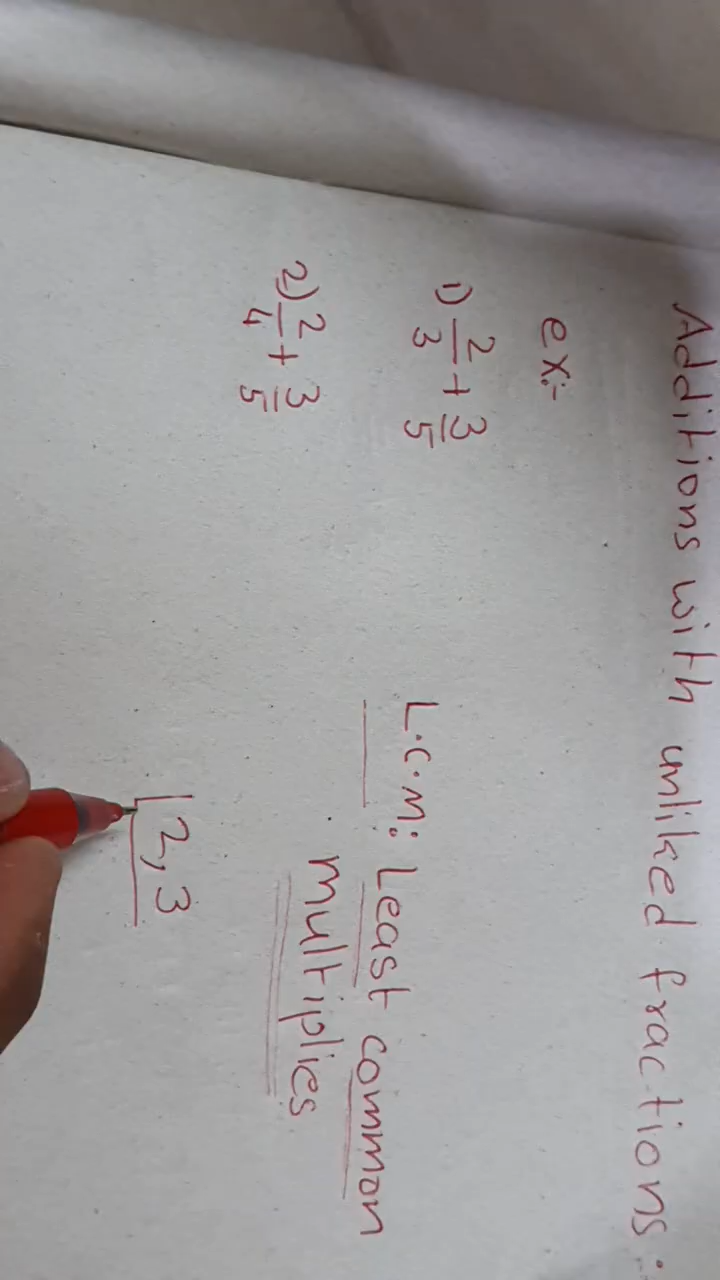 Additions with unliked fractions:-
ex:-
1) 2/3 + 3/5
2) 2/4 + 3/5
L.C.M: Least common
multiplies
2, 3